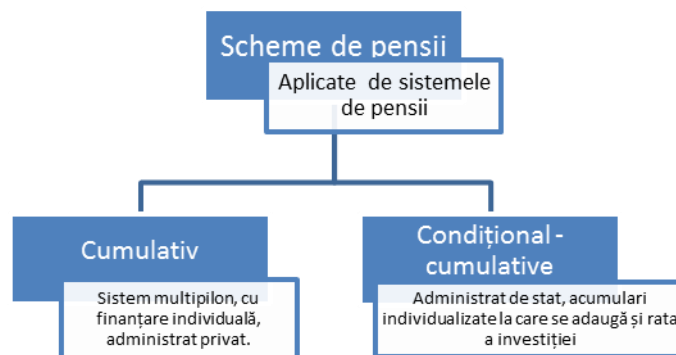 Scheme de pensii
Aplicate de sistemele
de pensii
Cumulativ
Sistem multipilon, cu
finanțare individuală,
administrat privat.
Condițional -
cumulative
Administrat de stat, acumulari
individualizate la care se adaugă și rata
a investiției